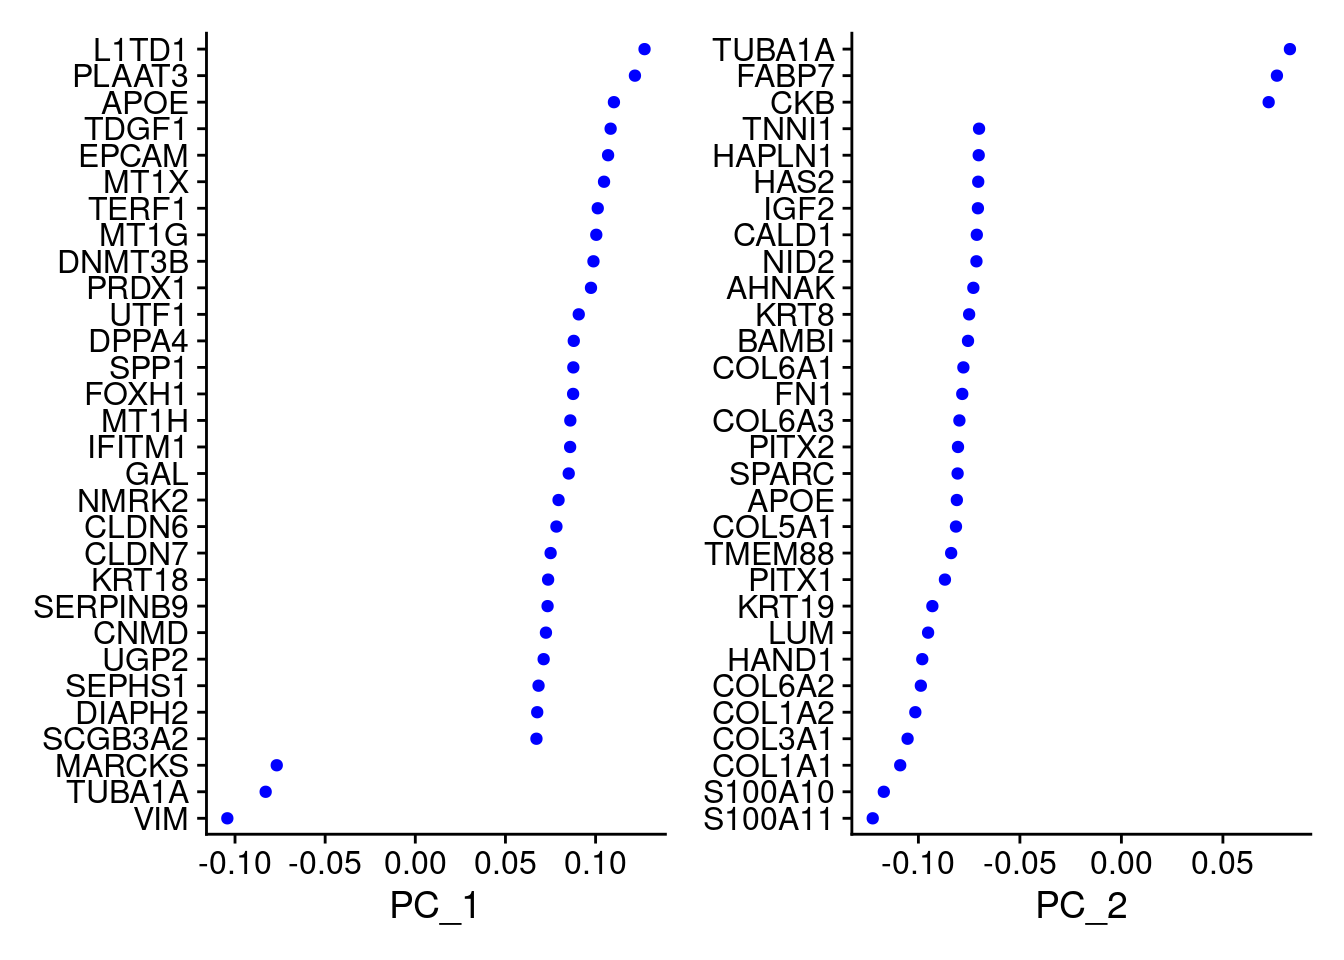 L1TD1
PLAAT3
APOE
TDGF1
EPCAM
MT1X
TERF1
MT1G
DNMT3B
PRDX1
UTF1
DPPA4
SPP1
FOXH1
MT1H
IFITM1
GAL
NMRK2
CLDN6
CLDN7
KRT18
SERPINB9
CNMD
UGP2
SEPHS1
DIAPH2
SCGB3A2
MARCKS
TUBA1A
VIM
-0.10 -0.05 0.00 0.05 0.10
PC_1
TUBA1A
FABP7
CKB
TNNI1
HAPLN1
HAS2
IGF2
CALD1
NID2
AHNAK
KRT8
BAMBI
COL6A1
FN1
COL6A3
PITX2
SPARC
APOE
COL5A1
TMEM88
PITX1
KRT19
LUM
HAND1
COL6A2
COL1A2
COL3A1
COL1A1
S100A10
S100A11
-0.10 -0.05 0.00 0.05
PC_2